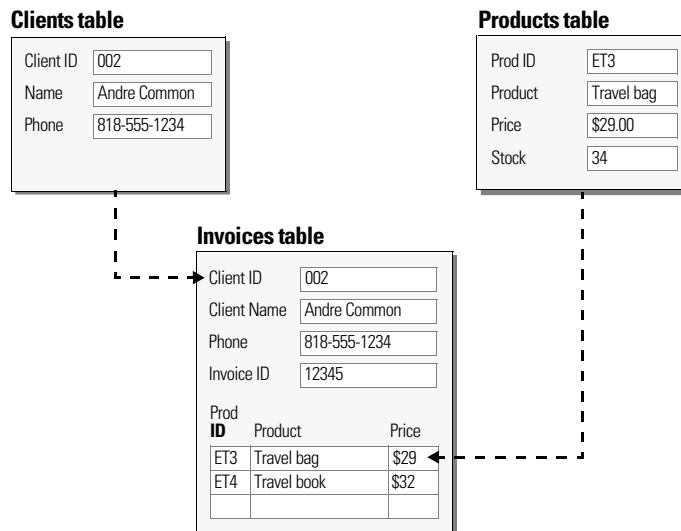 Clients table
Client ID 002
Name Andre Common
Phone 818-555-1234
Products table
Prod ID ET3
Product Travel bag
Price $29.00
Stock 34
Invoices table
Client ID 002
Client Name Andre Common
Phone 818-555-1234
Invoice ID 12345
Prod
ID Product Price
ET3 Travel bag $29
ET4 Travel book $32